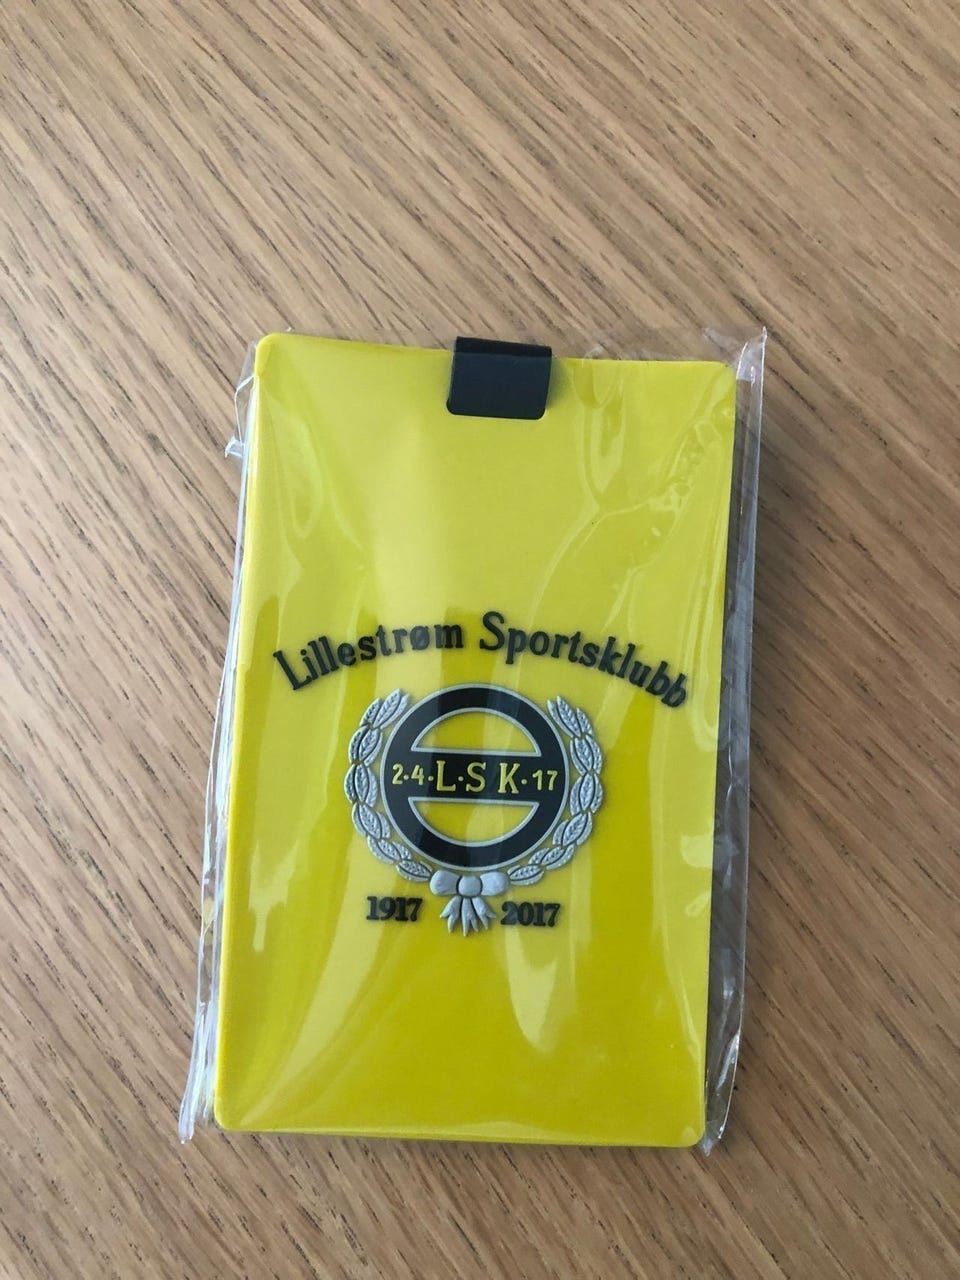 Lillestrøm Sportsklubb
2·4·L·S K·17
1917 2017